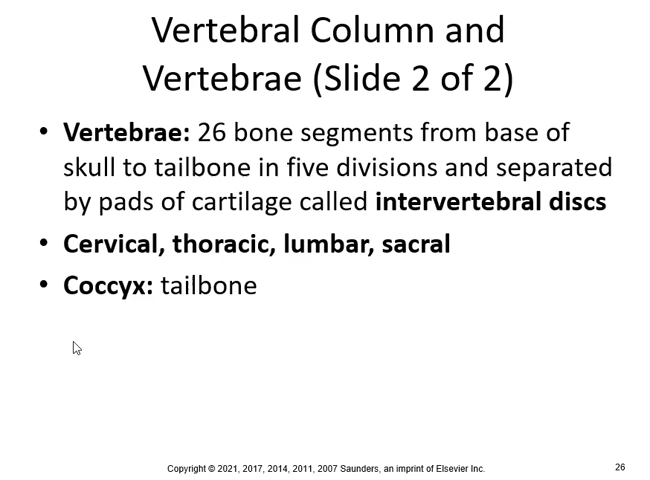 Vertebral Column and
Vertebrae (Slide 2 of 2)
• Vertebrae: 26 bone segments from base of
skull to tailbone in five divisions and separated
by pads of cartilage called intervertebral discs
• Cervical, thoracic, lumbar, sacral
• Coccyx: tailbone
Copyright © 2021, 2017, 2014, 2011, 2007 Saunders, an imprint of Elsevier Inc.
26